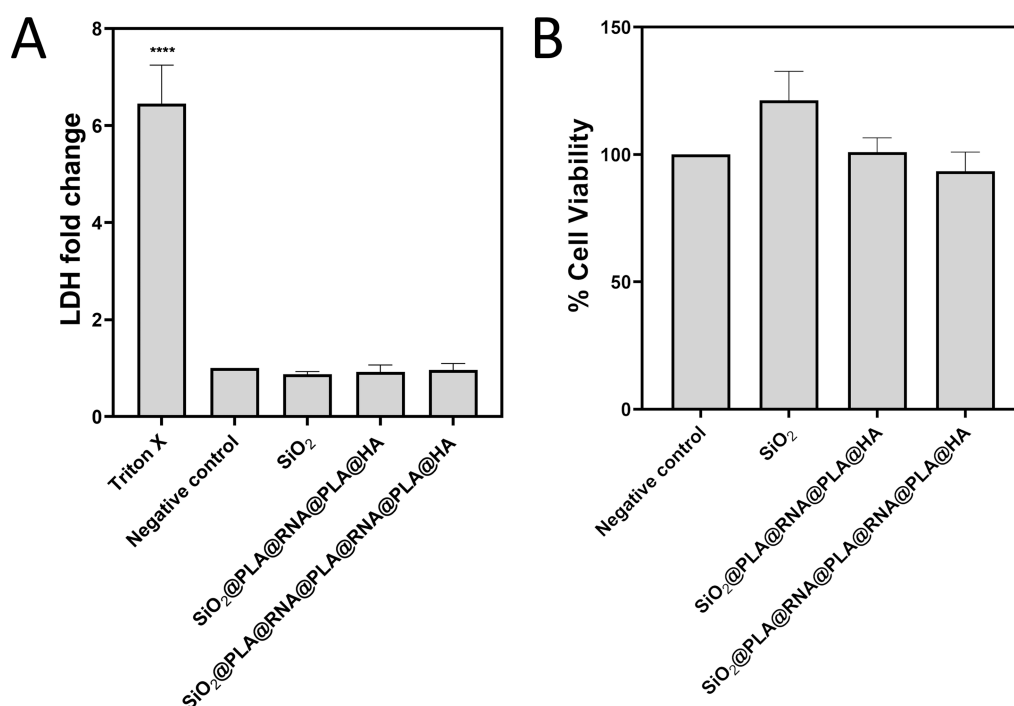 A
LDH fold change
8
6
4
2
0
****
Triton X
Negative control
SiO₂
SiO₂@PLA@RNA@PLA@HA
SiO₂@PLA@RNA@PLA@RNA@PLA@HA
B
% Cell Viability
150
100
50
0
Negative control
SiO₂
SiO₂@PLA@RNA@PLA@HA
SiO₂@PLA@RNA@PLA@RNA@PLA@HA